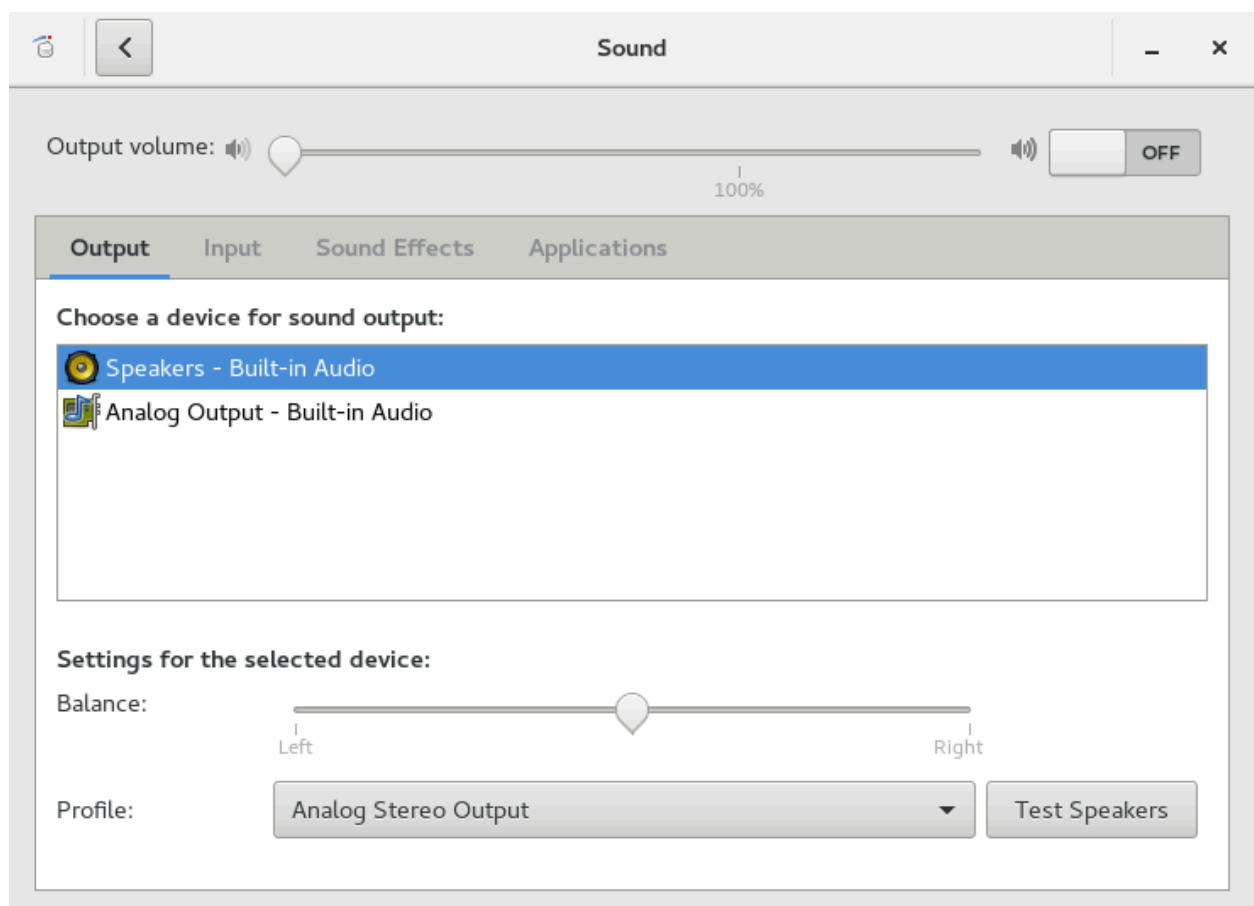 Sound
Output volume:
OFF
100%
Output Input Sound Effects Applications
Choose a device for sound output:
Speakers - Built-in Audio
Analog Output - Built-in Audio
Settings for the selected device:
Balance:
Left Right
Profile: Analog Stereo Output Test Speakers